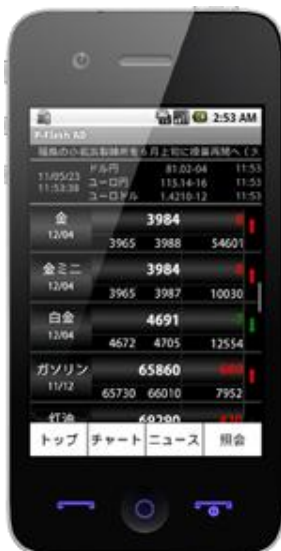 2:53 AM
P-Flash AD
福島の小名浜製錬所を6月上旬に操業再開へ
11/05/23 ドル円 81.02-04 11:53
11:53:38 ユーロ円 115.14-16 11:53
ユーロドル 1.4210-12 11:53
金 3984
12/04 3965 3988 54601
金ミニ 3984
12/04 3965 3987 10030
白金 4691
12/04 4672 4705 12554
ガソリン 65860
11/12 65730 66010 7952
灯油 69290
トップ チャート ニュース 照会